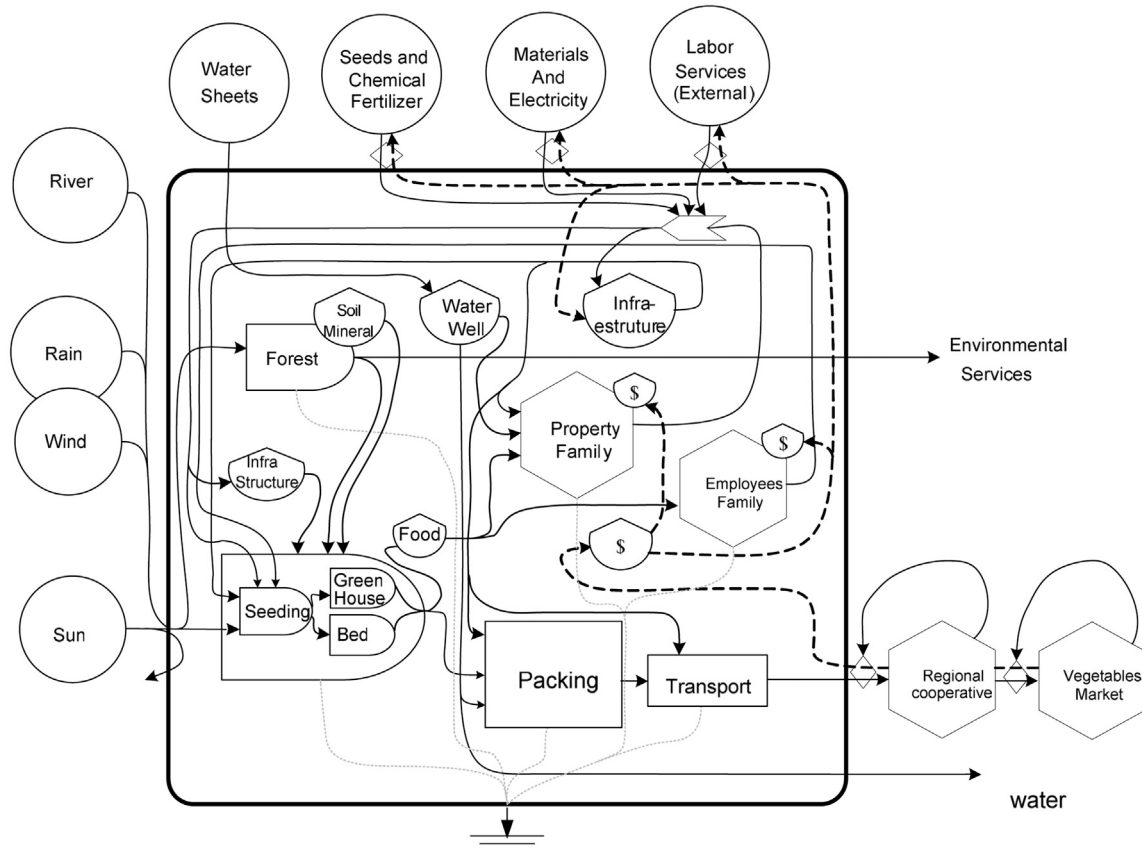 Water
Sheets
Seeds and
Chemical
Fertilizer
Materials
And
Electricity
Labor
Services
(External)
River
Rain
Wind
Sun
Soil
Mineral
Forest
Water
Well
Infra-
estruture
Environmental
Services
$
Property
Family
$
Employees
Family
Infra
Structure
Food
$
Seeding
Green
House
Bed
Packing
Transport
Regional
cooperative
Vegetables
Market
water